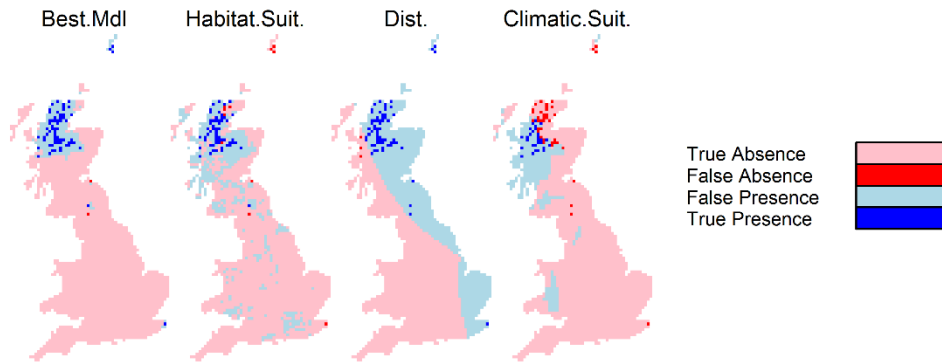 Best.Mdl Habitat.Suit. Dist. Climatic.Suit.
True Absence
False Absence
False Presence
True Presence